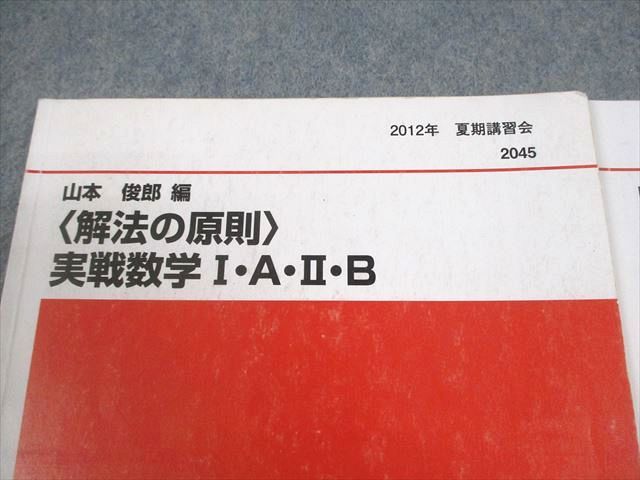 2012年 夏期講習会
2045
山本 俊郎 編
〈解法の原則〉
実戦数学 I・A・II・B